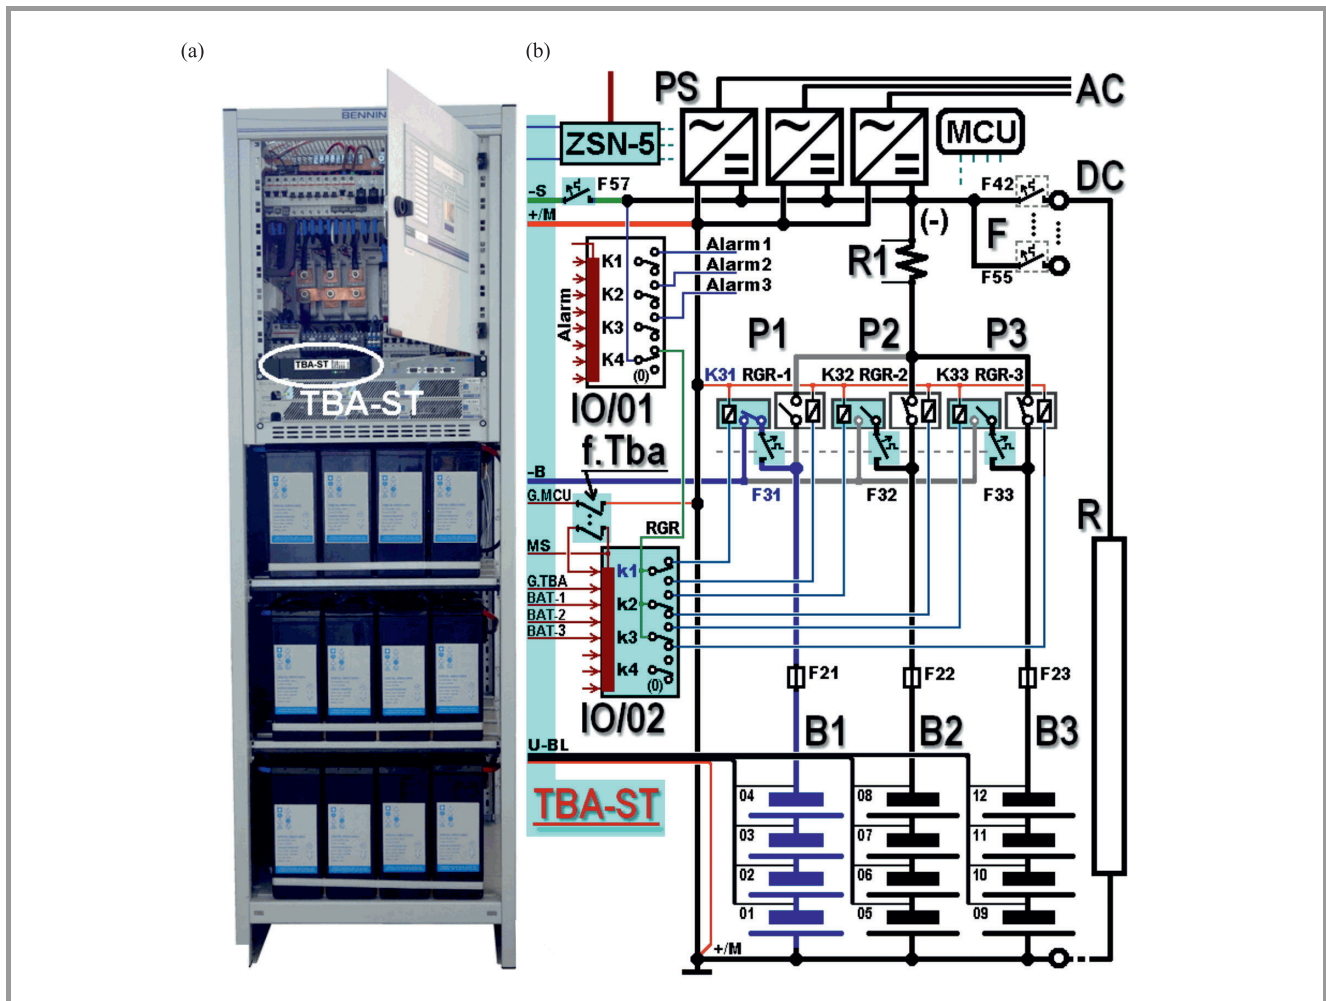 (a)
(b)
BENNIN
TBA-ST
TBA-ST
PS
AC
ZSN-5
MCU
-S
F57
F42
DC
+/M
(-)
F
F55
R1
Alarm
K1
K2
K3
K4
(0)
Alarm1
Alarm2
Alarm3
IO/01
P1
P2
P3
K31 RGR-1
K32 RGR-2
K33 RGR-3
f.Tba
-B
F31
F32
F33
G.MCU
RGR
R
MS
G.TBA
BAT-1
BAT-2
BAT-3
k1
k2
k3
k4
(0)
IO/02
F21
F22
F23
B1
B2
B3
U-BL
TBA-ST
04
03
02
01
08
07
06
05
12
11
10
09
+/M